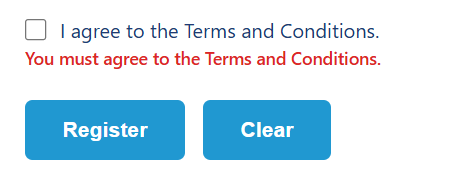 I agree to the Terms and Conditions.
You must agree to the Terms and Conditions.
Register Clear